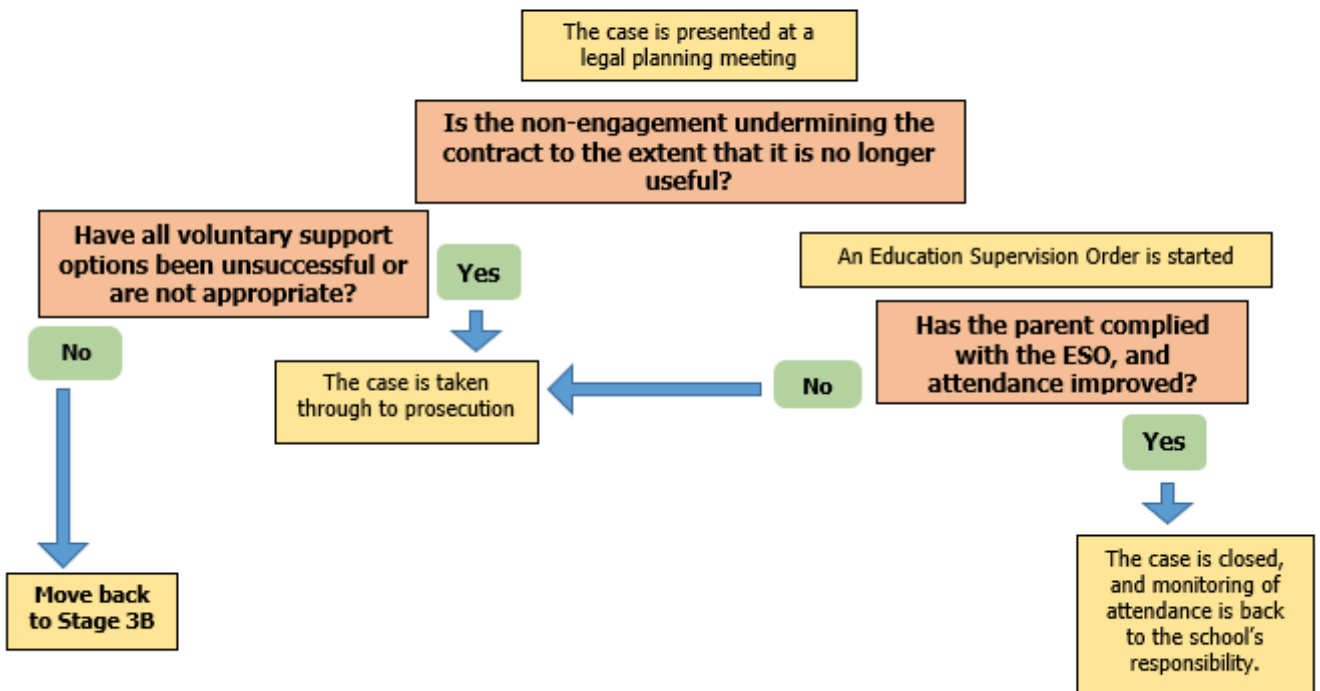 The case is presented at a
legal planning meeting
Is the non-engagement undermining the
contract to the extent that it is no longer
useful?
Have all voluntary support
options been unsuccessful or
are not appropriate?
Yes
An Education Supervision Order is started
Has the parent complied
with the ESO, and
attendance improved?
No
The case is taken
through to prosecution
No
Yes
Move back
to Stage 3B
The case is closed,
and monitoring of
attendance is back
to the school's
responsibility.